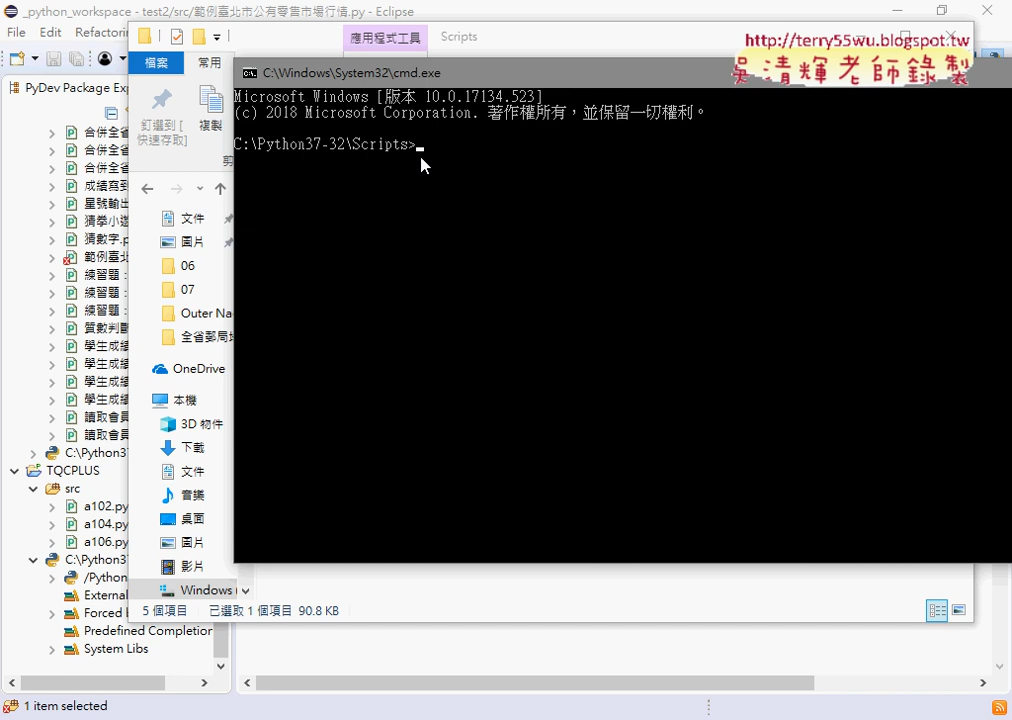 _python_workspace - test2/src/範例臺北市公有零售市場行情.py - Eclipse
File Edit Refactorin
應用程式工具 Scripts
http://terry55wu.blogspot.tw
吳清輝老師錄製
檔案 常用
PyDev Package Exp
釘選到 [
快速存取]
複製
剪
C:\Windows\System32\cmd.exe
Microsoft Windows [版本 10.0.17134.523]
(c) 2018 Microsoft Corporation. 著作權所有，並保留一切權利。
C:\Python37-32\Scripts>
合併全省
合併全省
合併全省
成績寫到
星號輸出
猜拳小遊
猜數字.p
範例臺北
練習題：
練習題：
練習題：
質數判斷
學生成績
學生成績
學生成績
學生成績
讀取會員
讀取會員
C:\Python37
TQCPLUS
src
a102.py
a104.py
a106.py
C:\Python37
/Python
External
Forced b
Predefined Completior
System Libs
文件
圖片
06
07
Outer Na
全省郵局地
OneDrive
本機
3D 物件
下載
文件
音樂
桌面
圖片
影片
Windows (
5 個項目 已選取 1 個項目 90.8 KB
1 item selected